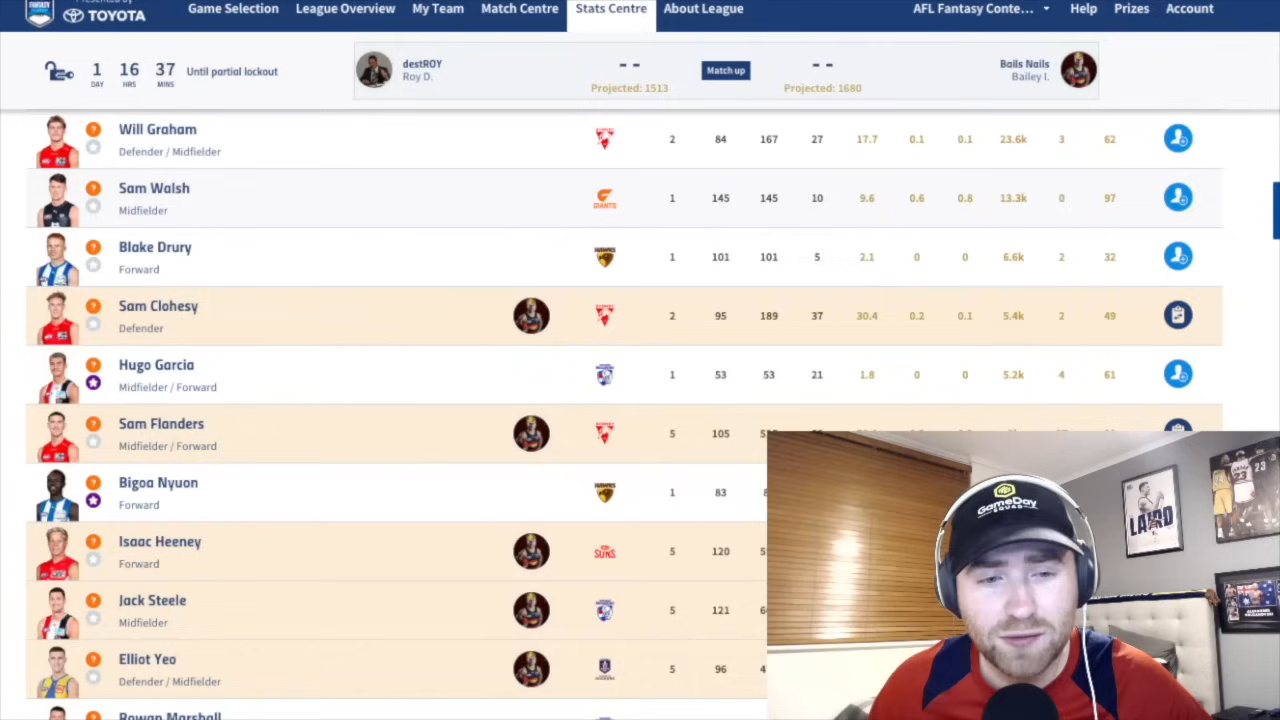 Presented by
TOYOTA
Game Selection League Overview My Team Match Centre Stats Centre About League AFL Fantasy Conte... Help Prizes Account
1 16 37 Until partial lockout
DAY HRS MINS
destROY - - Match up - - Bails Nails
Roy D. Bailey I.
Projected: 1513 Projected: 1680
Will Graham 2 84 167 27 17.7 0.1 0.1 23.6k 3 62
Defender / Midfielder
Sam Walsh GIANTS 1 145 145 10 9.6 0.6 0.8 13.3k 0 97
Midfielder
Blake Drury 1 101 101 5 2.1 0 0 6.6k 2 32
Forward
Sam Clohesy 2 95 189 37 30.4 0.2 0.1 5.4k 2 49
Defender
Hugo Garcia 1 53 53 21 1.8 0 0 5.2k 4 61
Midfielder / Forward
Sam Flanders 5 105
Midfielder / Forward
Bigoa Nyuon 1 83
Forward
Isaac Heeney SUNS 5 120
Forward
Jack Steele 5 121
Midfielder
Elliot Yeo 5 96
Defender / Midfielder
Rowan Marshall
GameDay
SQUAD
LAIRD
23